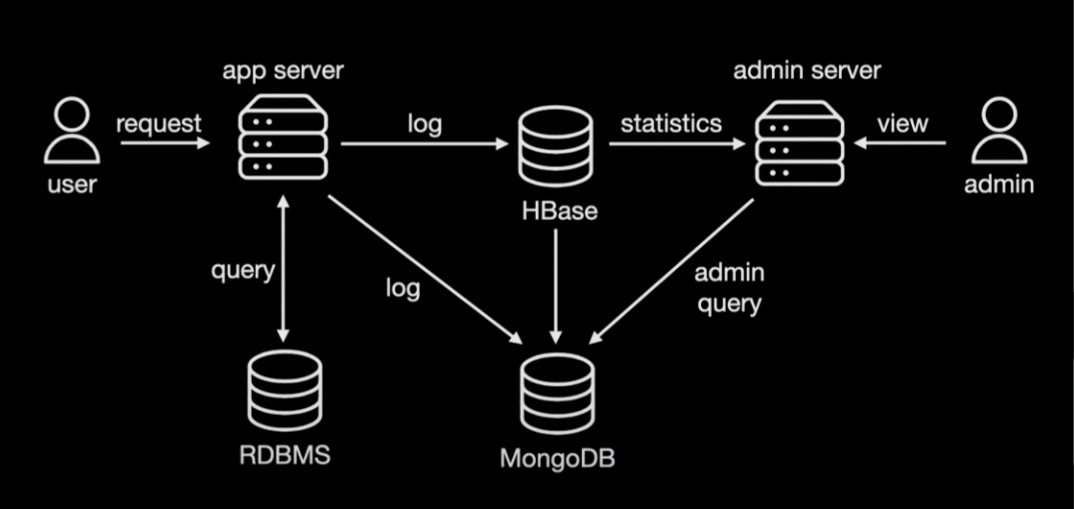 app server
admin server
request
log
statistics
view
user
HBase
admin
query
log
admin
query
RDBMS
MongoDB